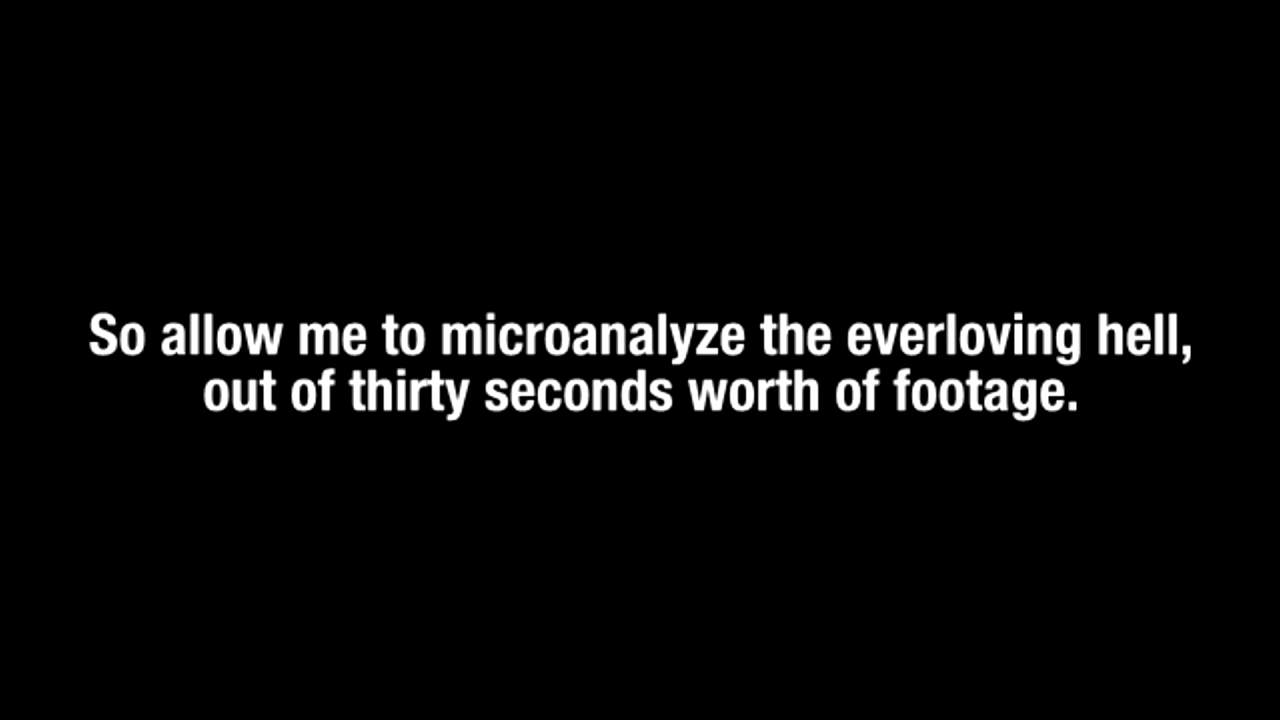 So allow me to microanalyze the everloving hell,
out of thirty seconds worth of footage.